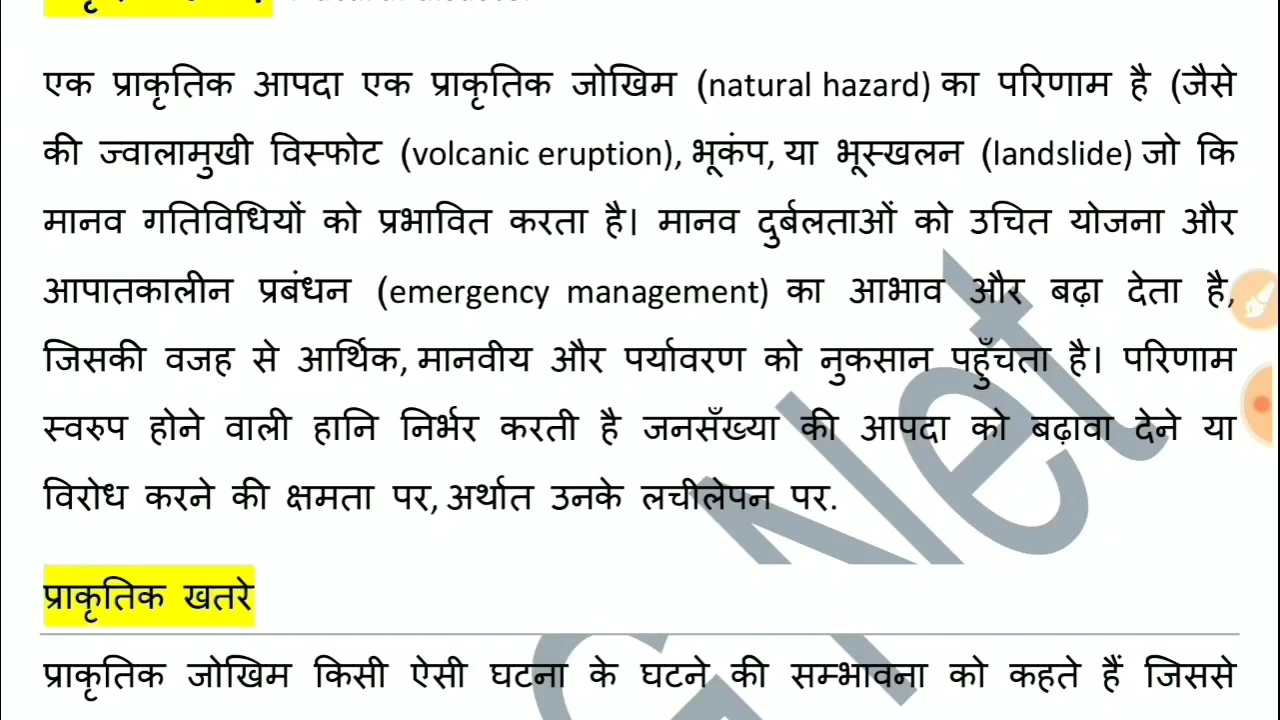 एक प्राकृतिक आपदा एक प्राकृतिक जोखिम (natural hazard) का परिणाम है (जैसे
की ज्वालामुखी विस्फोट (volcanic eruption), भूकंप, या भूस्खलन (landslide) जो कि
मानव गतिविधियों को प्रभावित करता है। मानव दुर्बलताओं को उचित योजना और
आपातकालीन प्रबंधन (emergency management) का आभाव और बढ़ा देता है,
जिसकी वजह से आर्थिक, मानवीय और पर्यावरण को नुकसान पहुँचता है। परिणाम
स्वरुप होने वाली हानि निर्भर करती है जनसँख्या की आपदा को बढ़ावा देने या
विरोध करने की क्षमता पर, अर्थात उनके लचीलेपन पर.
प्राकृतिक खतरे
प्राकृतिक जोखिम किसी ऐसी घटना के घटने की सम्भावना को कहते हैं जिससे
Net